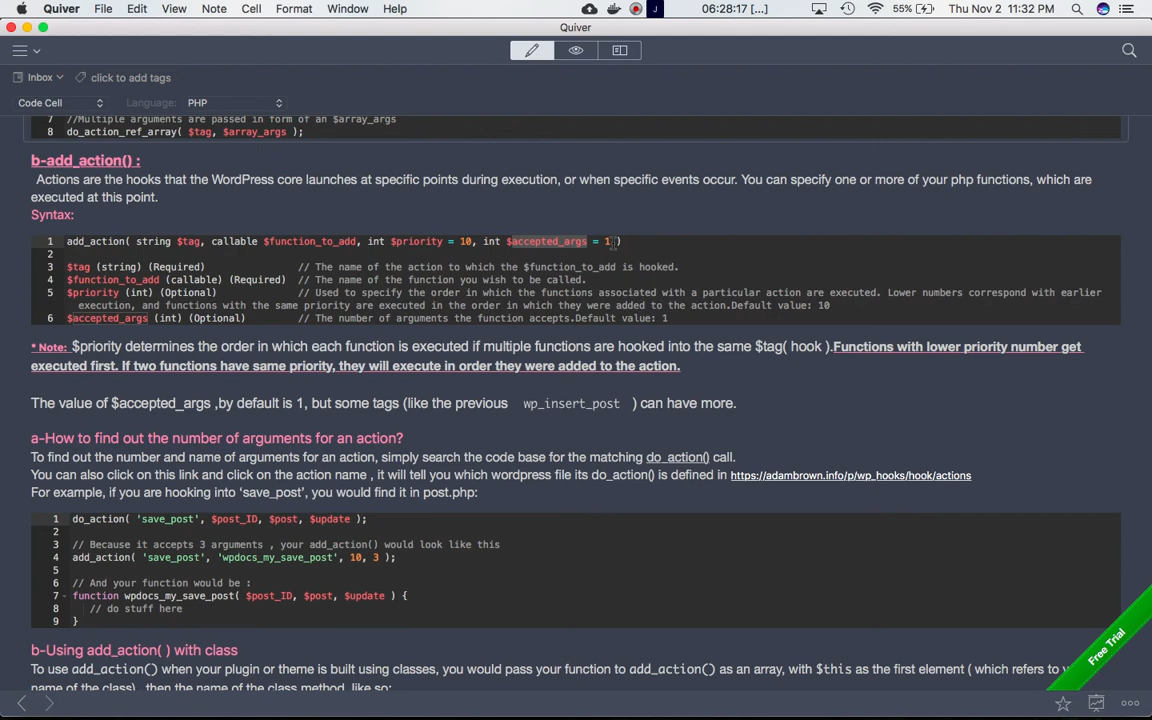 Quiver File Edit View Note Cell Format Window Help 06:28:17 [...] 55% Thu Nov 2 11:32 PM
Quiver
Inbox click to add tags
Code Cell Language: PHP
7 //Multiple arguments are passed in form of an $array_args
8 do_action_ref_array( $tag, $array_args );
b-add_action() :
Actions are the hooks that the WordPress core launches at specific points during execution, or when specific events occur. You can specify one or more of your php functions, which are
executed at this point.
Syntax:
1 add_action( string $tag, callable $function_to_add, int $priority = 10, int $accepted_args = 1 )
2
3 $tag (string) (Required) // The name of the action to which the $function_to_add is hooked.
4 $function_to_add (callable) (Required) // The name of the function you wish to be called.
5 $priority (int) (Optional) // Used to specify the order in which the functions associated with a particular action are executed. Lower numbers correspond with earlier
execution, and functions with the same priority are executed in the order in which they were added to the action.Default value: 10
6 $accepted_args (int) (Optional) // The number of arguments the function accepts.Default value: 1
* Note: $priority determines the order in which each function is executed if multiple functions are hooked into the same $tag( hook ).Functions with lower priority number get
executed first. If two functions have same priority, they will execute in order they were added to the action.
The value of $accepted_args ,by default is 1, but some tags (like the previous wp_insert_post ) can have more.
a-How to find out the number of arguments for an action?
To find out the number and name of arguments for an action, simply search the code base for the matching do_action() call.
You can also click on this link and click on the action name , it will tell you which wordpress file its do_action() is defined in https://adambrown.info/p/wp_hooks/hook/actions
For example, if you are hooking into ‘save_post’, you would find it in post.php:
1 do_action( 'save_post', $post_ID, $post, $update );
2
3 // Because it accepts 3 arguments , your add_action() would look like this
4 add_action( 'save_post', 'wpdocs_my_save_post', 10, 3 );
5
6 // And your function would be :
7 function wpdocs_my_save_post( $post_ID, $post, $update ) {
8 // do stuff here
9 }
b-Using add_action( ) with class
To use add_action() when your plugin or theme is built using classes, you would pass your function to add_action() as an array, with $this as the first element ( which refers to
name of the class) , then the name of the class method, like so:
Free Trial